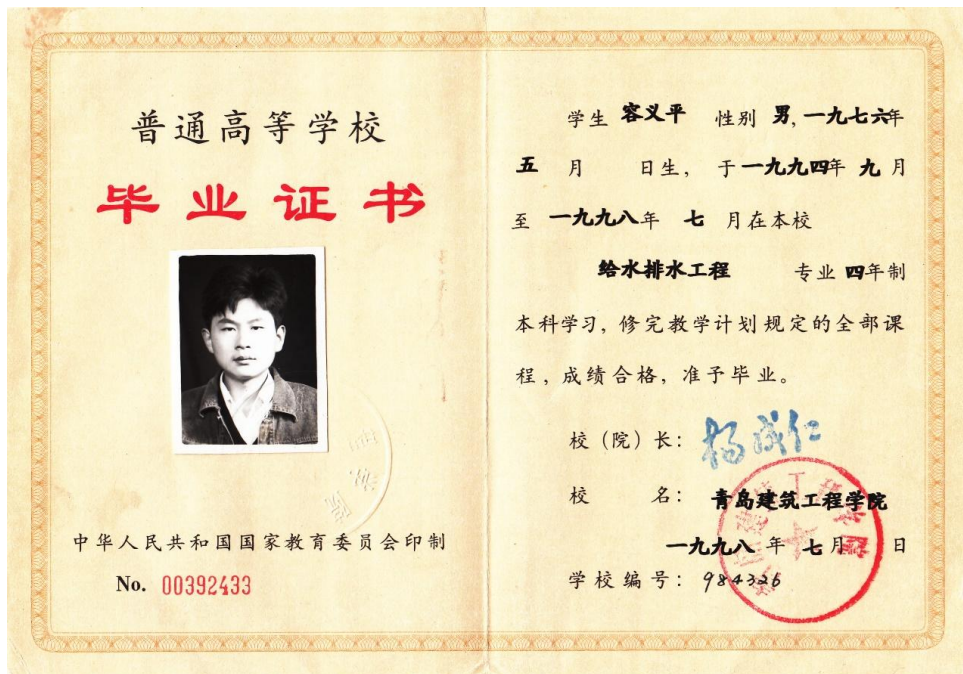 普通高等学校
毕业证书
中华人民共和国国家教育委员会印制
No. 00392433
学生 容义平 性别 男, 一九七六年
五 月 日生, 于一九九四年 九 月
至 一九九八年 七 月在本校
给水排水工程 专业 四年制
本科学习, 修完教学计划规定的全部课
程, 成绩合格, 准予毕业。
校(院)长: 杨成仁
校 名: 青岛建筑工程学院
一九九八 年 七月 日
学校编号: 984326